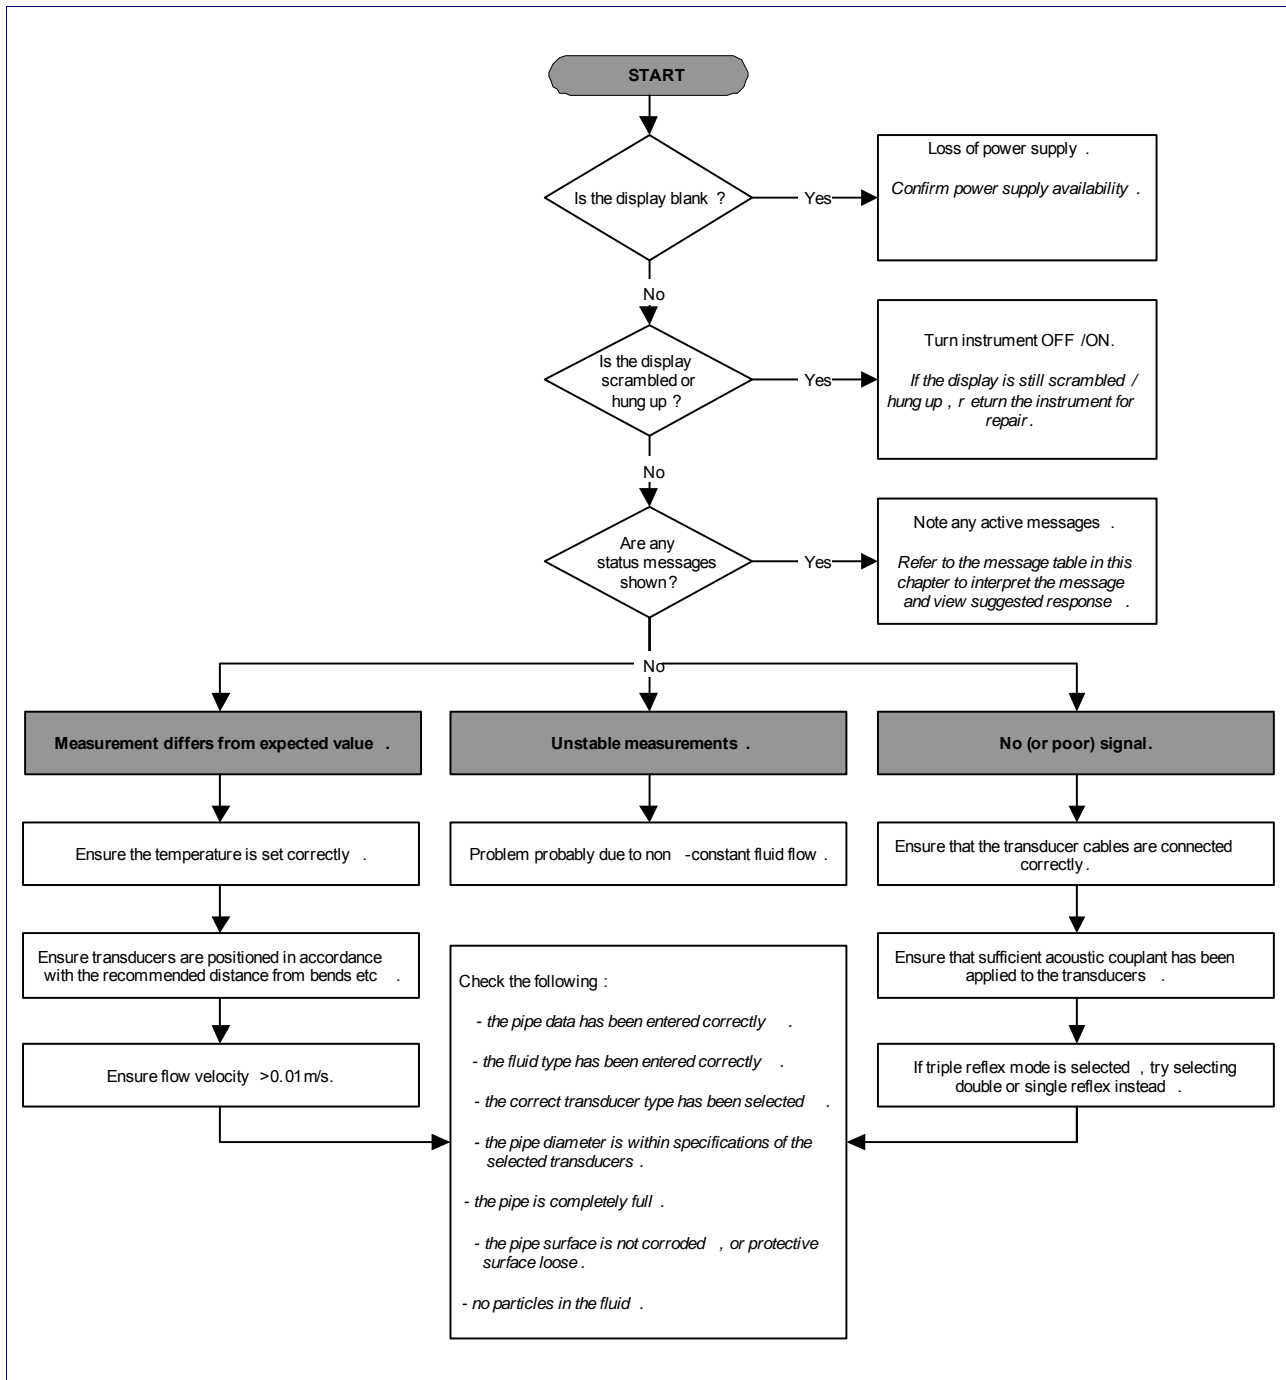 START
Is the display blank ?
Yes
Loss of power supply .
Confirm power supply availability .
No
Is the display
scrambled or
hung up ?
Yes
Turn instrument OFF /ON.
If the display is still scrambled /
hung up , r eturn the instrument for
repair .
No
Are any
status messages
shown ?
Yes
Note any active messages .
Refer to the message table in this
chapter to interpret the message
and view suggested response .
No
Measurement differs from expected value .
Ensure the temperature is set correctly .
Ensure transducers are positioned in accordance
with the recommended distance from bends etc .
Ensure flow velocity >0.01m/s.
Unstable measurements .
Problem probably due to non -constant fluid flow .
No (or poor) signal.
Ensure that the transducer cables are connected
correctly .
Ensure that sufficient acoustic couplant has been
applied to the transducers .
If triple reflex mode is selected , try selecting
double or single reflex instead .
Check the following :
- the pipe data has been entered correctly .
- the fluid type has been entered correctly .
- the correct transducer type has been selected .
- the pipe diameter is within specifications of the
selected transducers .
- the pipe is completely full .
- the pipe surface is not corroded , or protective
surface loose .
- no particles in the fluid .